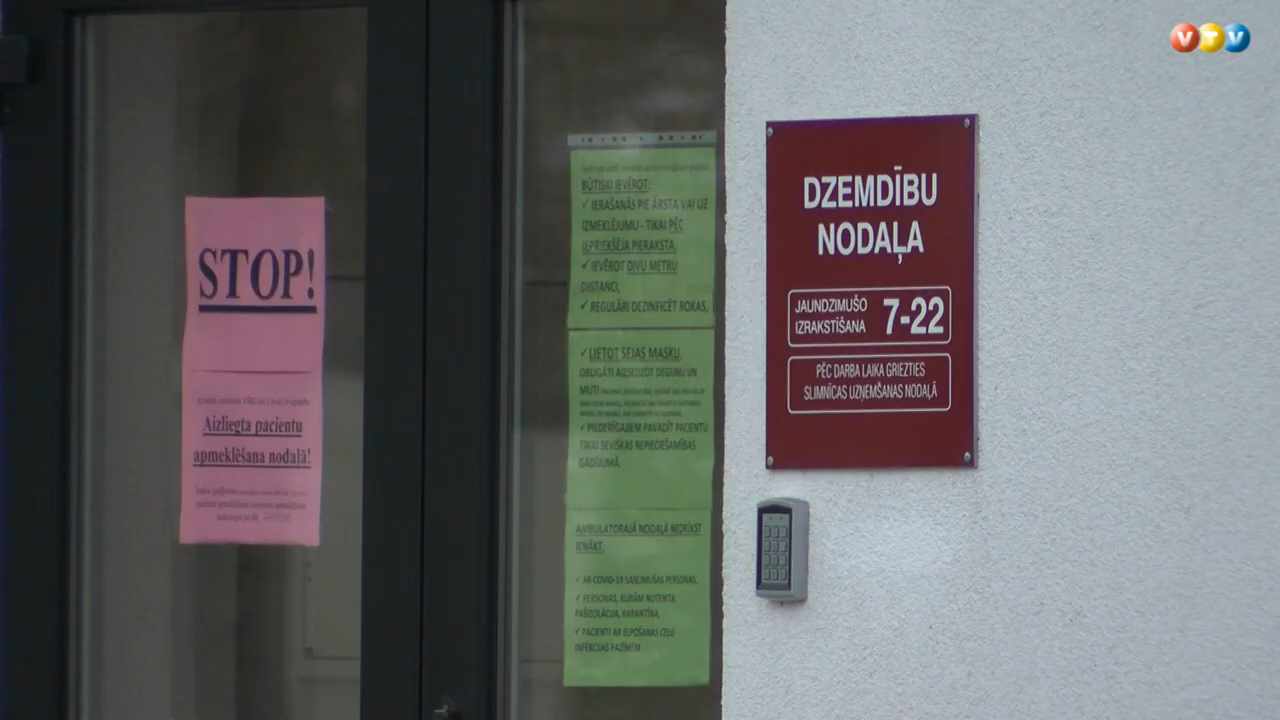 VTV
STOP!
Aizliegta pacientu
apmeklēšana nodaļā!
BŪTISKI IEVĒROT:
✓ IERAŠANĀS PIE ĀRSTA VAI UZ
IZMEKLĒJUMU - TIKAI PĒC
IEPRIEKŠĒJA PIERAKSTA,
✓ IEVĒROT DIVU METRU
DISTANCI,
✓ REGULĀRI DEZINFICĒT ROKAS,
✓ LIETOT SEJAS MASKU,
OBLIGĀTI AIZSEDZOT DEGUNU UN
MUTI
✓ PIEDERĪGAJIEM PAVADĪT PACIENTU
TIKAI SEVIŠĶAS NEPIECIEŠAMĪBAS
GADĪJUMĀ.
AMBULATORAJĀ NODAĻĀ NEDRĪKST
IENĀKT:
✓ AR COVID-19 SASLIMUŠAS PERSONAS,
✓ PERSONAS, KURĀM NOTEIKTA
PAŠIZOLĀCIJA, KARANTĪNA,
✓ PACIENTI AR ELPOŠANAS CEĻU
INFEKCIJAS PAZĪMĒM
DZEMDĪBU
NODAĻA
JAUNDZIMUŠO
IZRAKSTĪŠANA 7-22
PĒC DARBA LAIKA GRIEZTIES
SLIMNĪCAS UZŅEMŠANAS NODAĻĀ